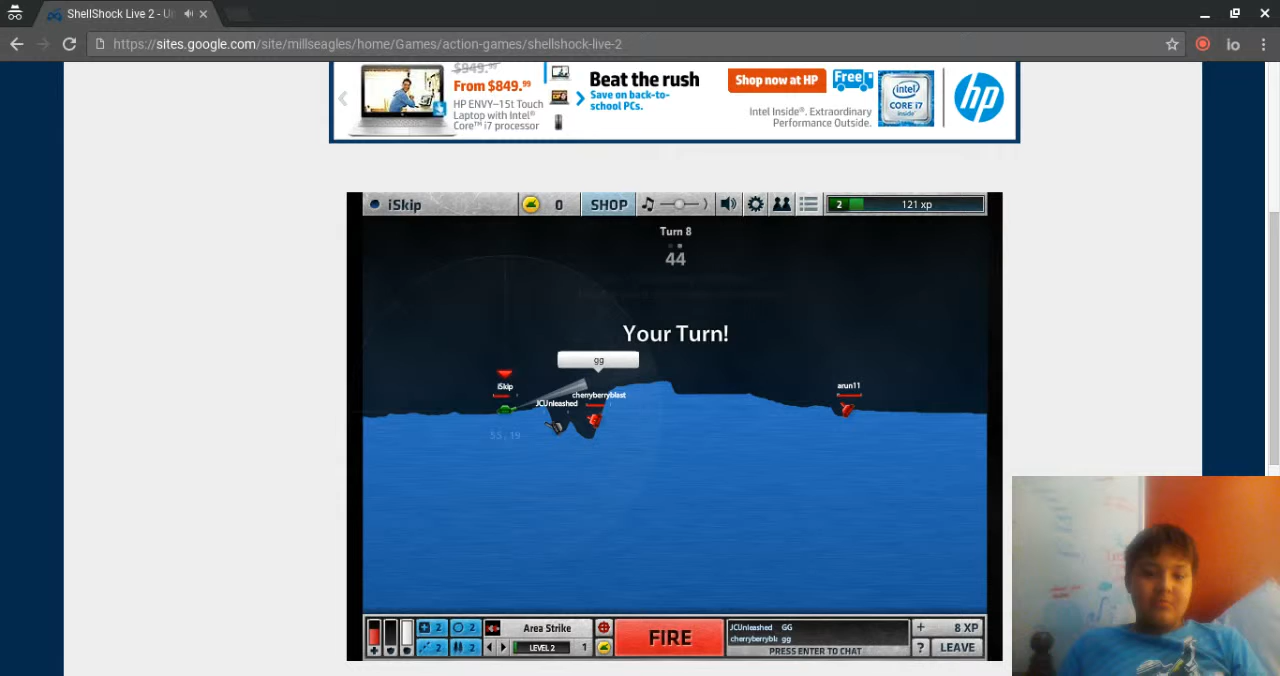 ShellShock Live 2 - U
https://sites.google.com/site/millseagles/home/Games/action-games/shellshock-live-2
io
$949.99
From $849.99
HP ENVY-15t Touch
Laptop with Intel®
Core™ i7 processor
Beat the rush
Save on back-to-
school PCs.
Shop now at HP
Free
Intel Inside®. Extraordinary
Performance Outside.
intel
CORE i7
inside
hp
iSkip
0
SHOP
2
121 xp
Turn 8
44
Your Turn!
gg
iSkip
JCUnleashed
cherryberryblast
arun11
53, 19
2
2
2
2
Area Strike
LEVEL 2
1
FIRE
JCUnleashed GG
cherryberrybl: gg
PRESS ENTER TO CHAT
+ 8 XP
? LEAVE